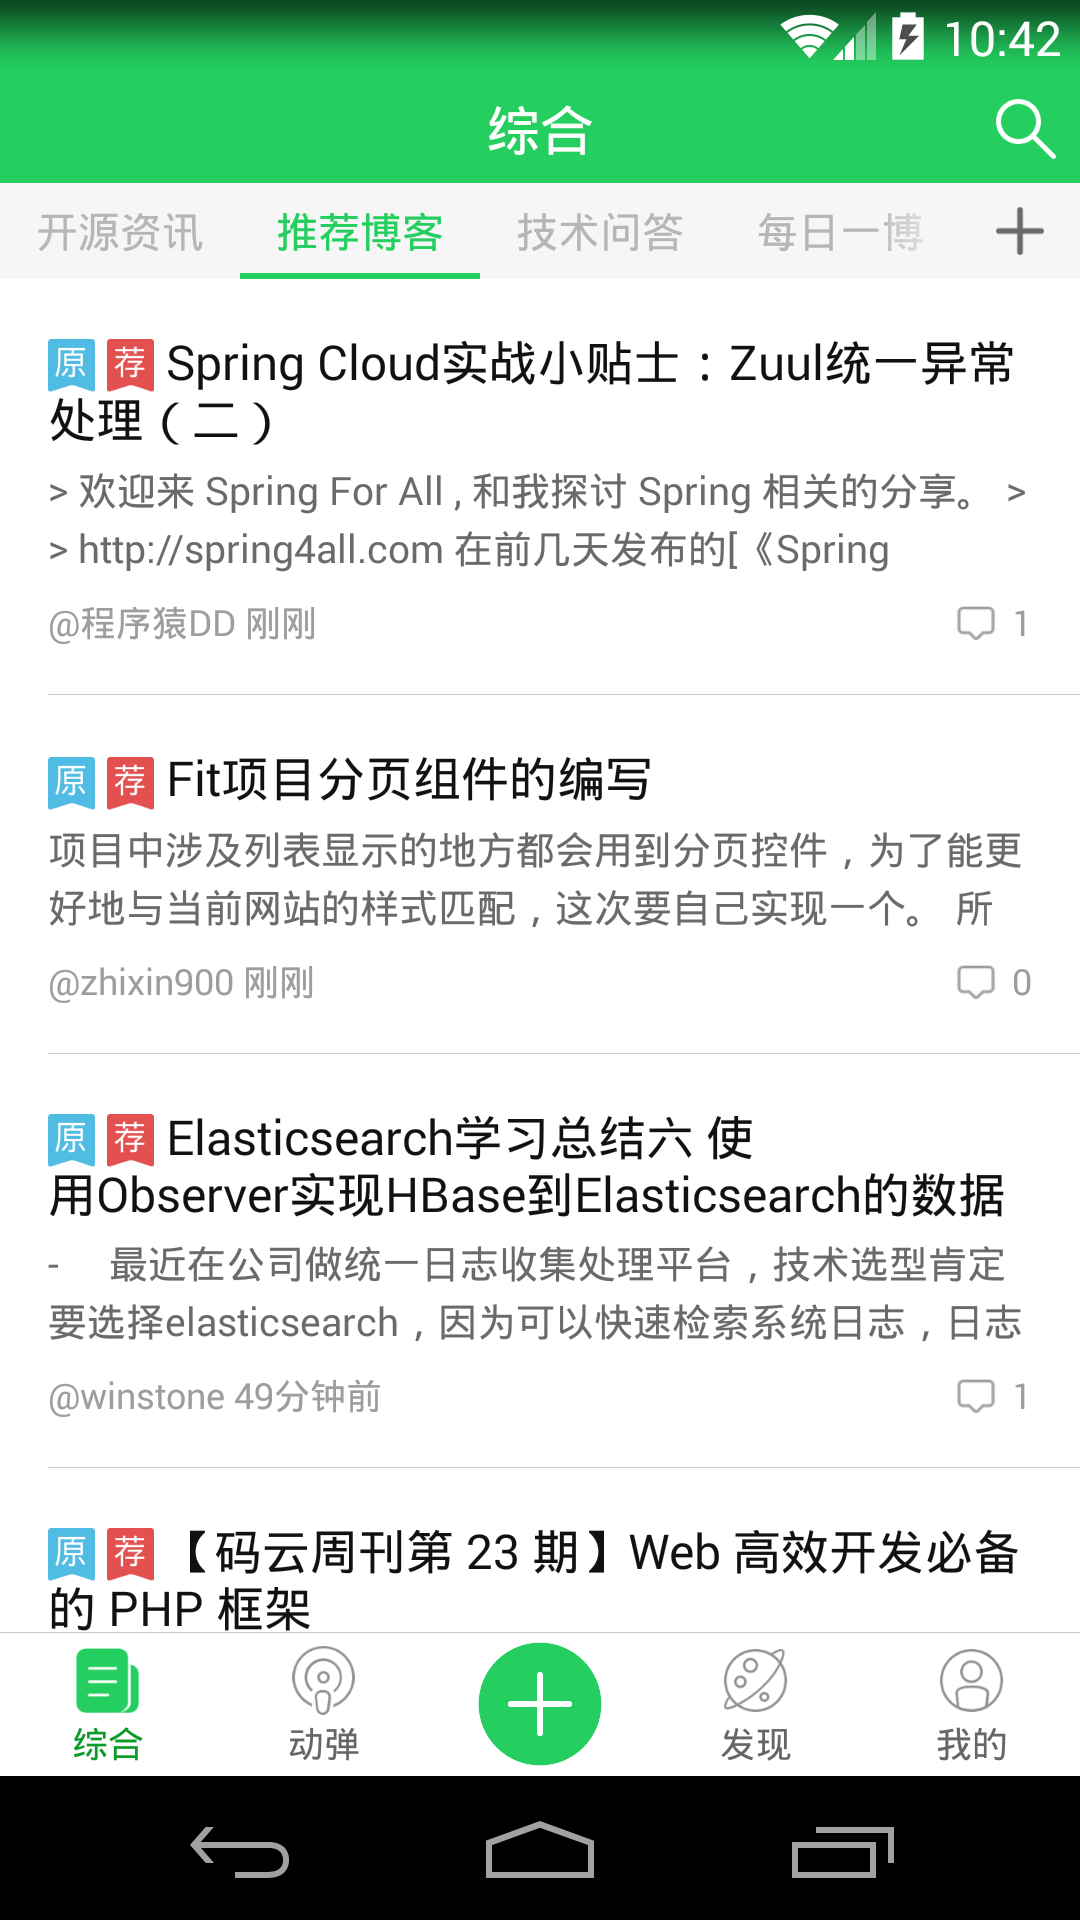 10:42
综合
开源资讯 推荐博客 技术问答 每日一博
原 荐 Spring Cloud实战小贴士：Zuul统一异常
处理（二）
> 欢迎来 Spring For All , 和我探讨 Spring 相关的分享。 >
> http://spring4all.com 在前几天发布的[《Spring
@程序猿DD 刚刚 1
原 荐 Fit项目分页组件的编写
项目中涉及列表显示的地方都会用到分页控件，为了能更
好地与当前网站的样式匹配，这次要自己实现一个。 所
@zhixin900 刚刚 0
原 荐 Elasticsearch学习总结六 使
用Observer实现HBase到Elasticsearch的数据
- 最近在公司做统一日志收集处理平台，技术选型肯定
要选择elasticsearch，因为可以快速检索系统日志，日志
@winstone 49分钟前 1
原 荐 【码云周刊第 23 期】Web 高效开发必备
的 PHP 框架
综合 动弹 发现 我的